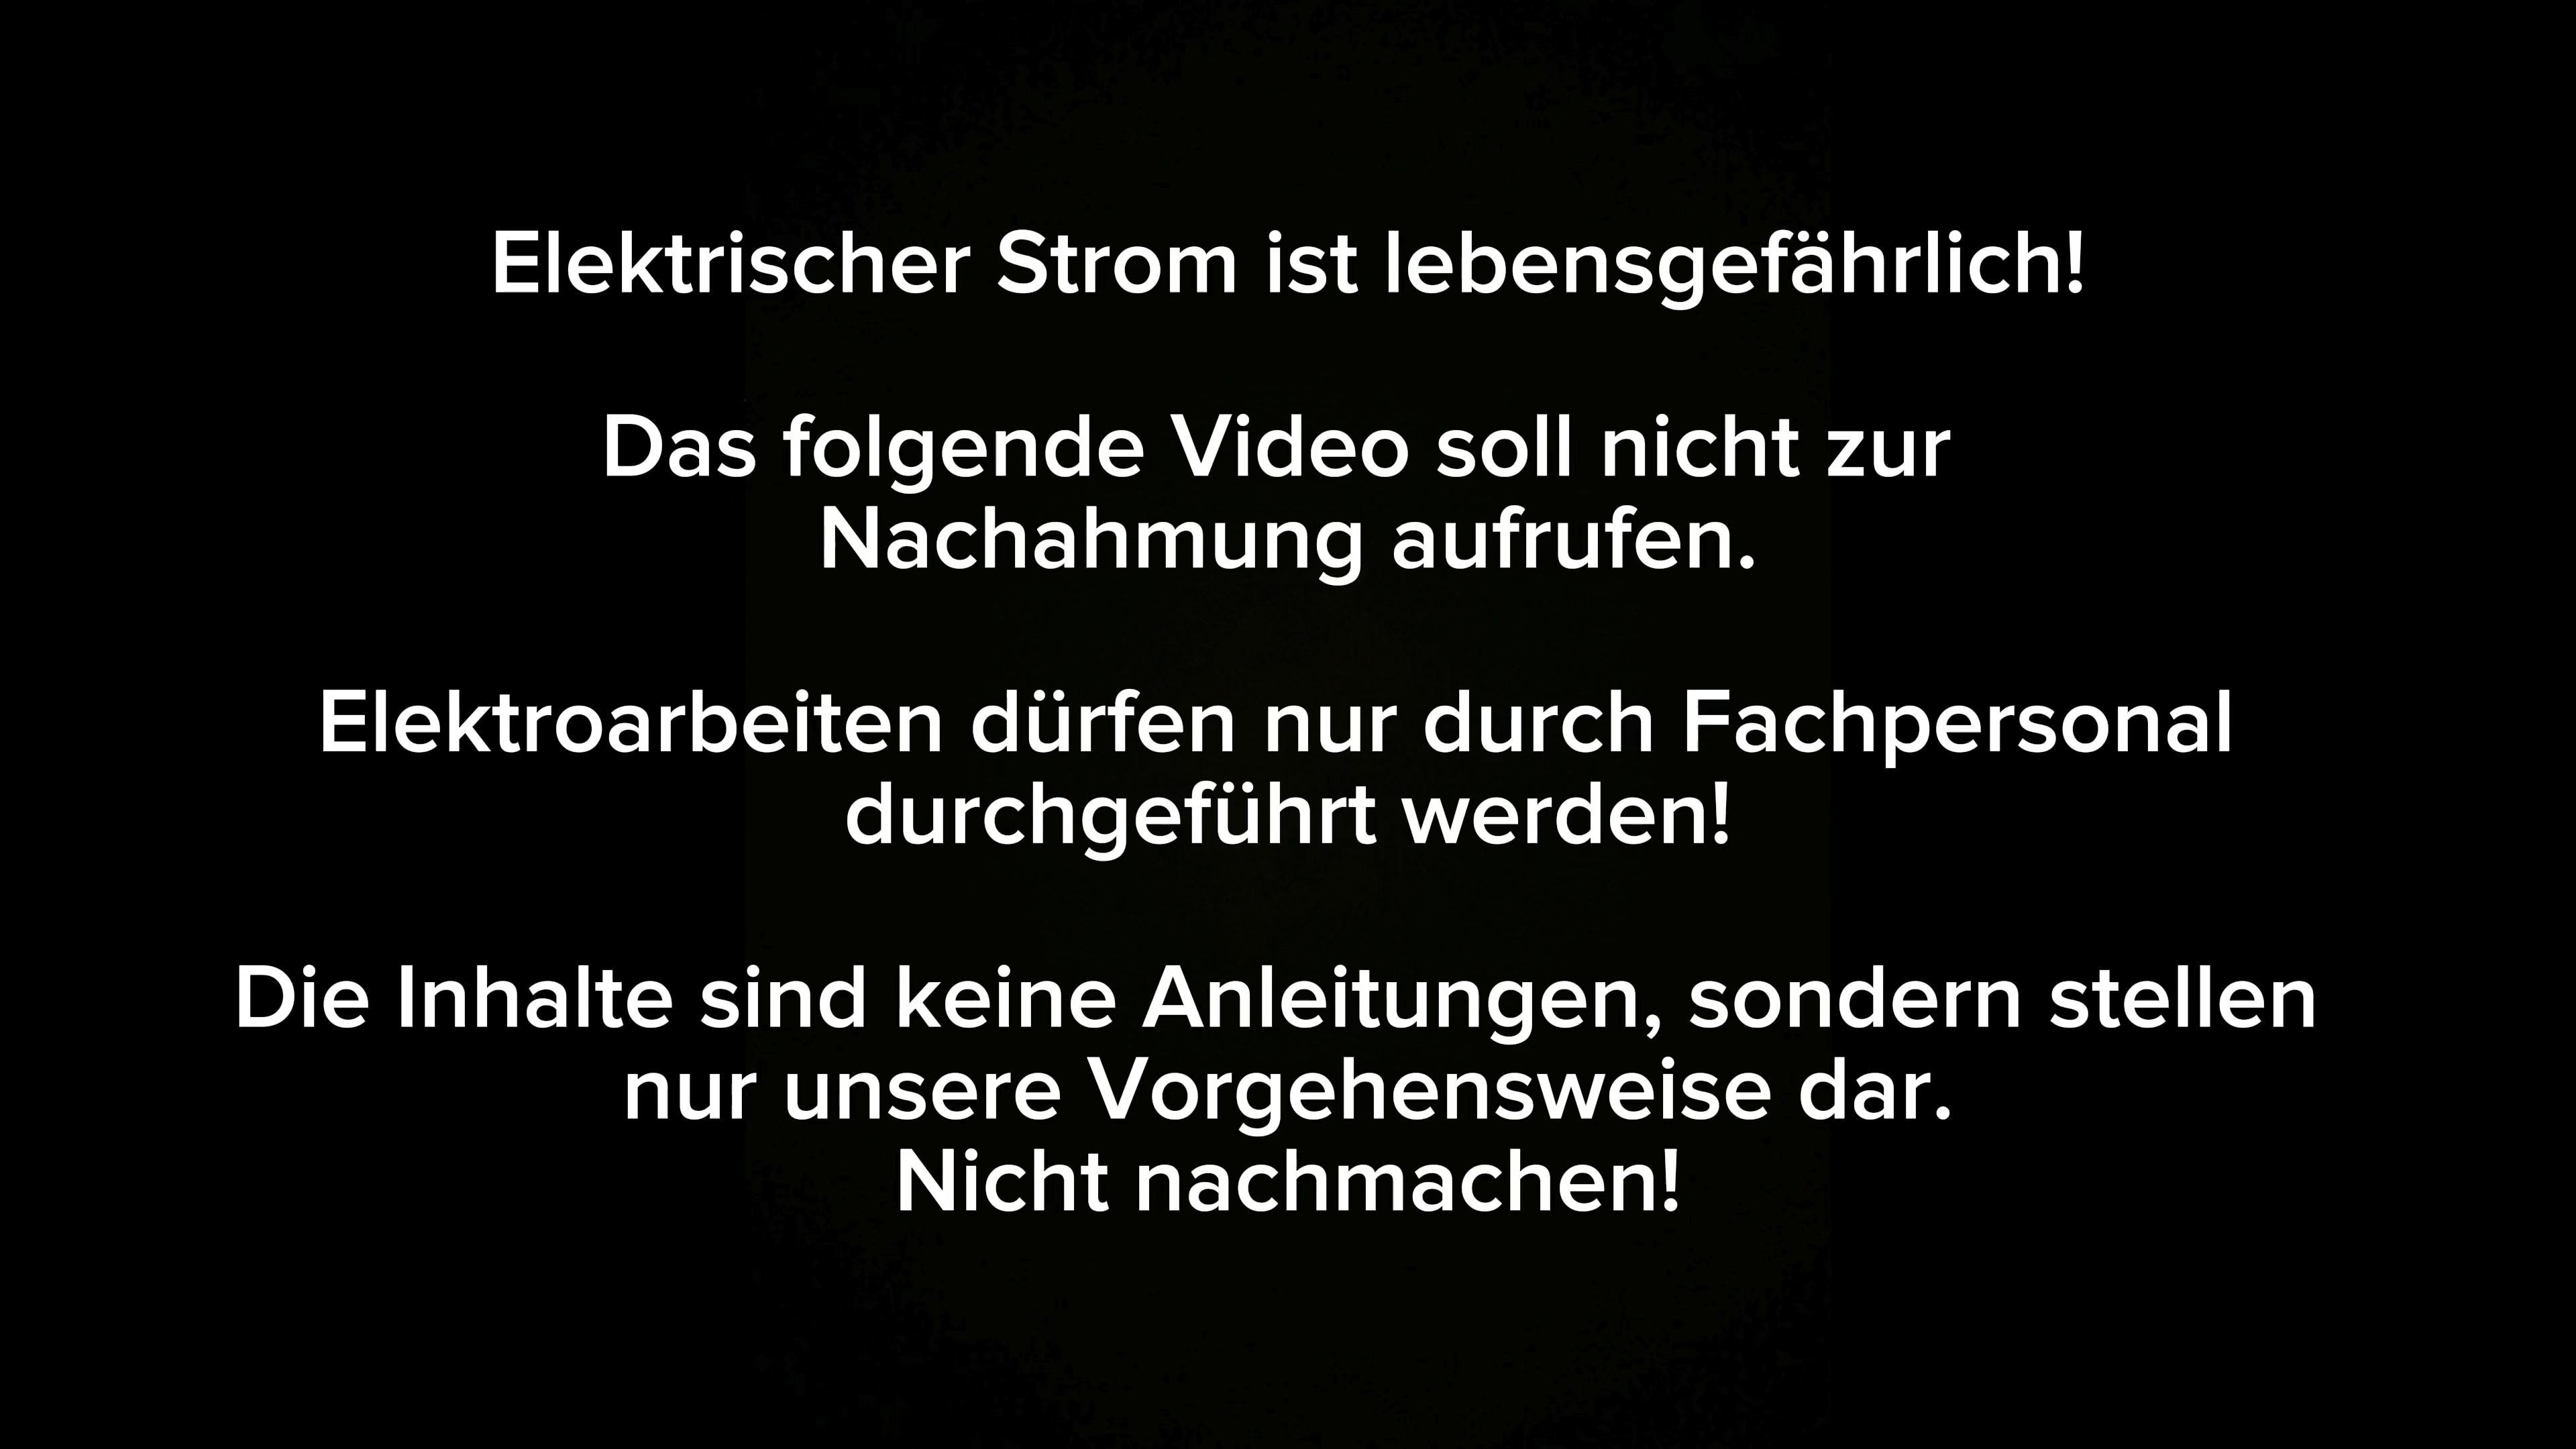 Elektrischer Strom ist lebensgefährlich!
Das folgende Video soll nicht zur
Nachahmung aufrufen.
Elektroarbeiten dürfen nur durch Fachpersonal
durchgeführt werden!
Die Inhalte sind keine Anleitungen, sondern stellen
nur unsere Vorgehensweise dar.
Nicht nachmachen!